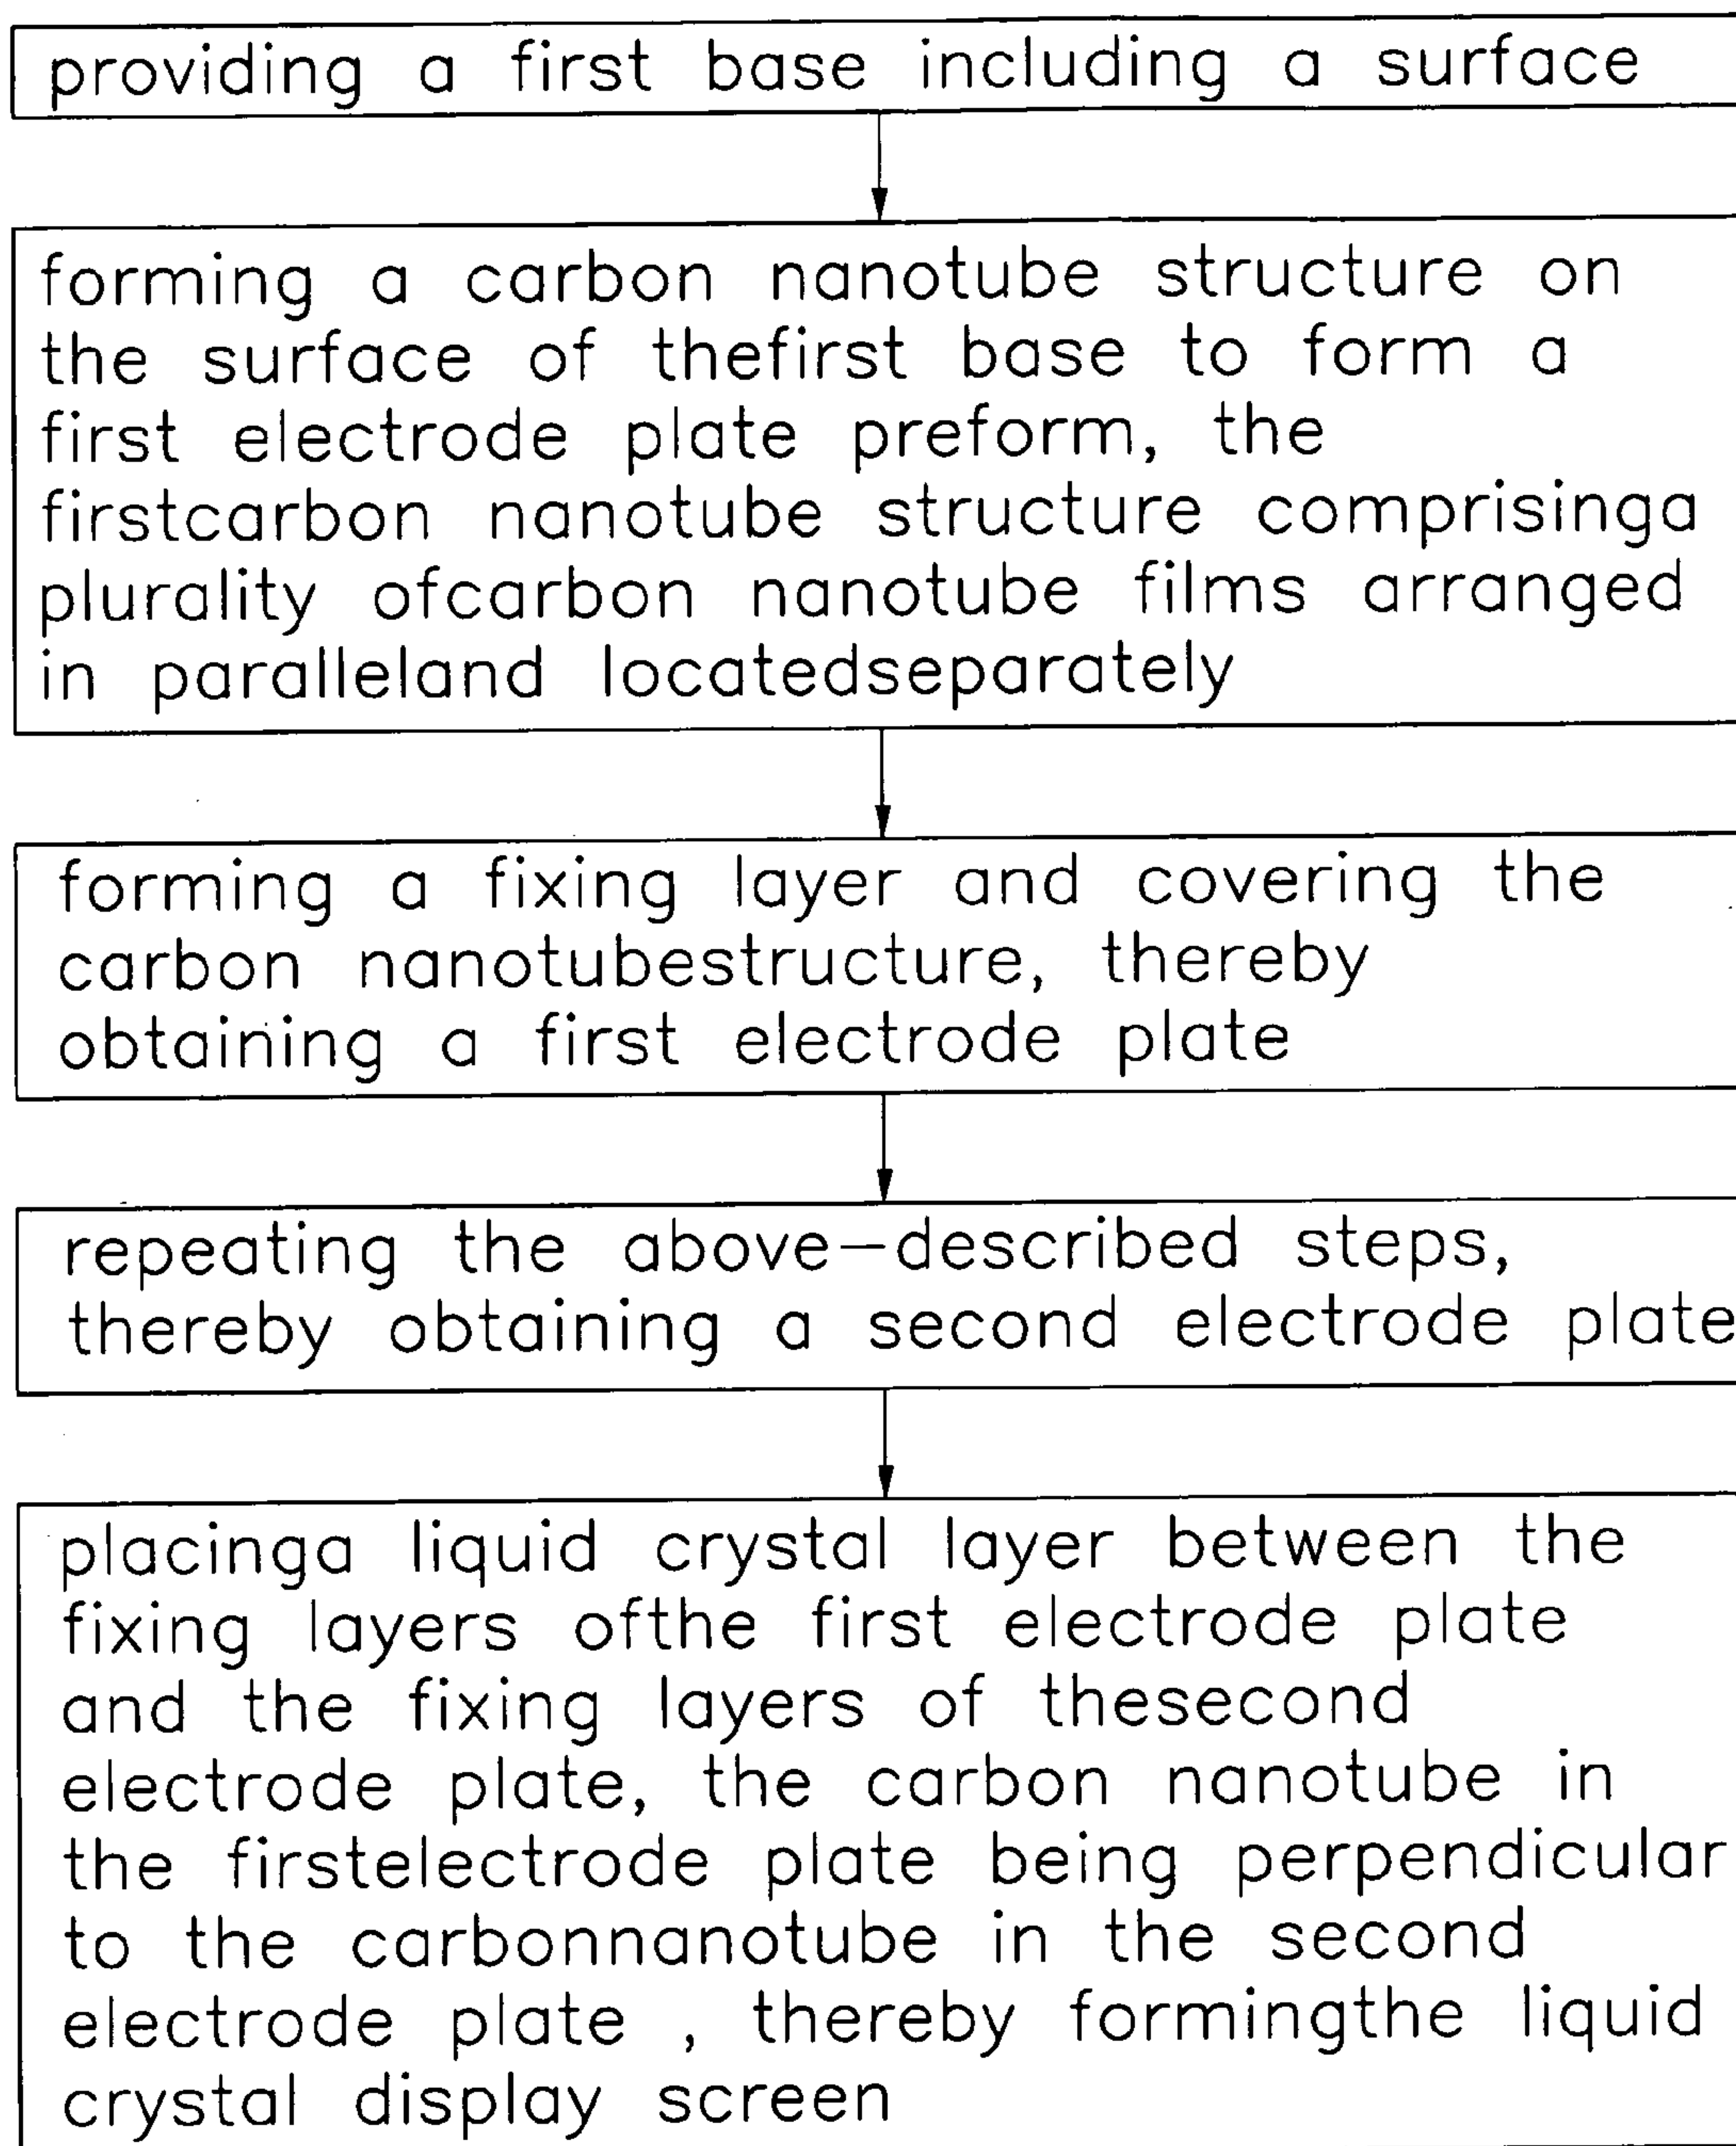 providing a first base including a surface
forming a carbon nanotube structure on
the surface of thefirst base to form a
first electrode plate preform, the
firstcarbon nanotube structure comprisinga
plurality ofcarbon nanotube films arranged
in paralleland locatedseparately
forming a fixing layer and covering the
carbon nanotubestructure, thereby
obtaining a first electrode plate
repeating the above-described steps,
thereby obtaining a second electrode plate
placinga liquid crystal layer between the
fixing layers ofthe first electrode plate
and the fixing layers of thesecond
electrode plate, the carbon nanotube in
the firstelectrode plate being perpendicular
to the carbonnanotube in the second
electrode plate , thereby formingthe liquid
crystal display screen